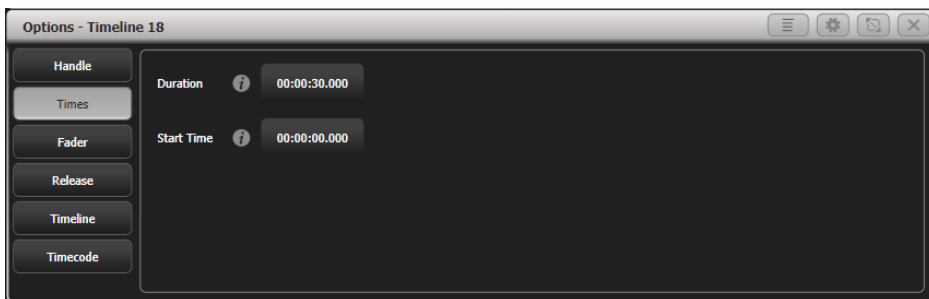 Options - Timeline 18
Handle
Times
Fader
Release
Timeline
Timecode
Duration i 00:00:30.000
Start Time i 00:00:00.000